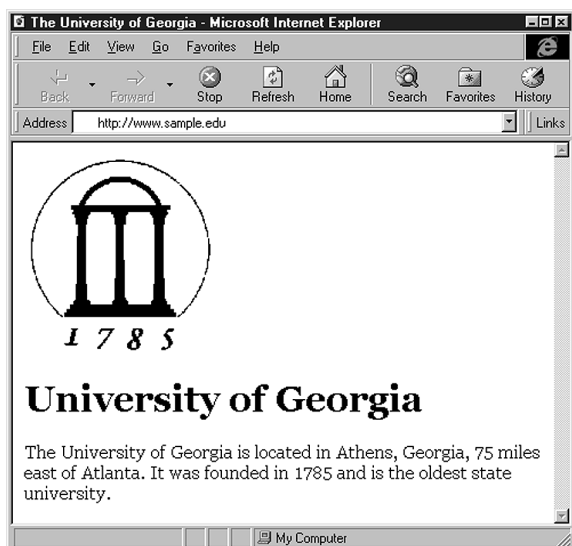 The University of Georgia - Microsoft Internet Explorer
File Edit View Go Favorites Help
Back Forward Stop Refresh Home Search Favorites History
Address http://www.sample.edu Links
1785
University of Georgia
The University of Georgia is located in Athens, Georgia, 75 miles
east of Atlanta. It was founded in 1785 and is the oldest state
university.
My Computer